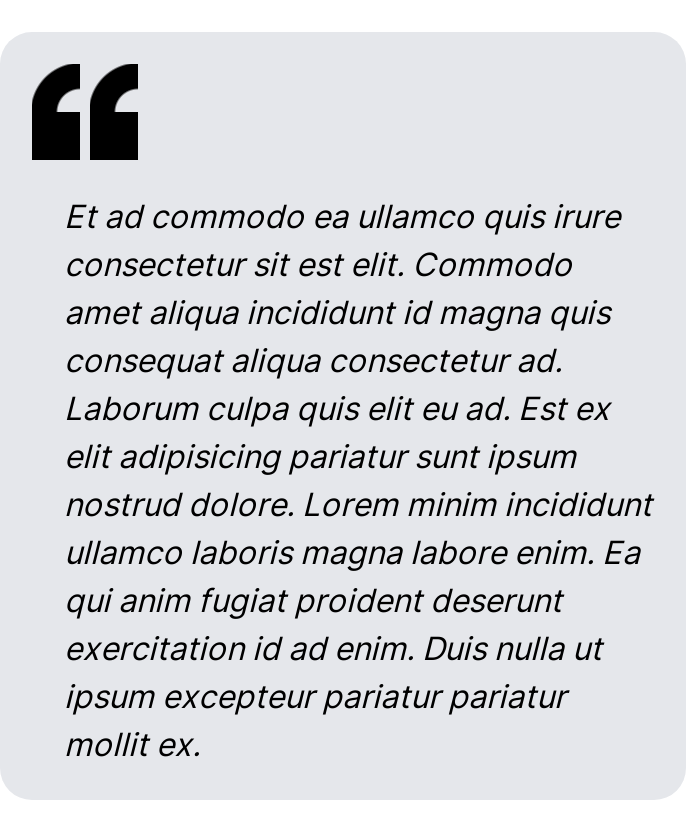 “
Et ad commodo ea ullamco quis irure
consectetur sit est elit. Commodo
amet aliqua incididunt id magna quis
consequat aliqua consectetur ad.
Laborum culpa quis elit eu ad. Est ex
elit adipisicing pariatur sunt ipsum
nostrud dolore. Lorem minim incididunt
ullamco laboris magna labore enim. Ea
qui anim fugiat proident deserunt
exercitation id ad enim. Duis nulla ut
ipsum excepteur pariatur pariatur
mollit ex.